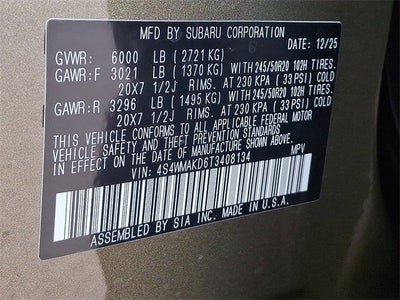 MFD BY SUBARU CORPORATION
DATE: 12/25
GVWR: 6000 LB (2721 KG)
GAWR:F 3021 LB (1370 KG) WITH 245/50R20 102H TIRES,
20X7 1/2J RIMS. AT 230 KPA (33 PSI) COLD
GAWR:R 3296 LB (1495 KG) WITH 245/50R20 102H TIRES,
20X7 1/2J RIMS. AT 230 KPA (33 PSI) COLD
THIS VEHICLE CONFORMS TO ALL APPLICABLE FEDERAL MOTOR
VEHICLE SAFETY AND THEFT PREVENTION STANDARDS
IN EFFECT ON THE DATE OF MANUFACTURE SHOWN ABOVE.
VIN: 4S4WMAKD6T3408134 MPV
ASSEMBLED BY SIA INC. MADE IN U.S.A.